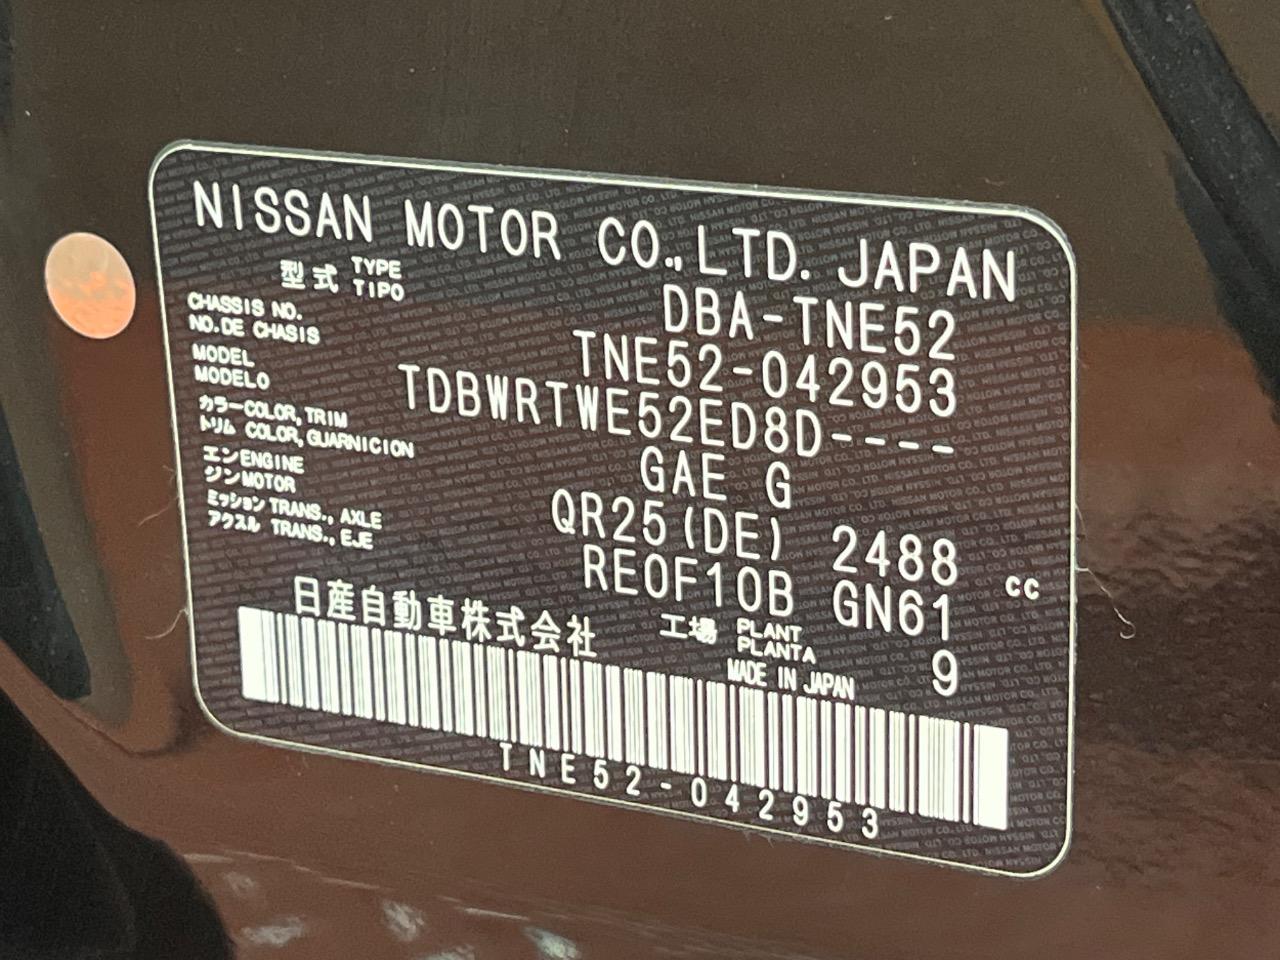 NISSAN MOTOR CO.,LTD. JAPAN
型式 TYPE TIPO DBA-TNE52
CHASSIS NO.
NO.DE CHASIS TNE52-042953
MODEL
MODELO TDBWRTWE52ED8D----
カラー COLOR, TRIM
トリム COLOR, GUARNICION GAE G
エン ENGINE
ジン MOTOR QR25(DE) 2488 cc
ミッション TRANS., AXLE
アクスル TRANS., EJE RE0F10B GN61
日産自動車株式会社 工場 PLANT PLANTA 9
MADE IN JAPAN
TNE52-042953